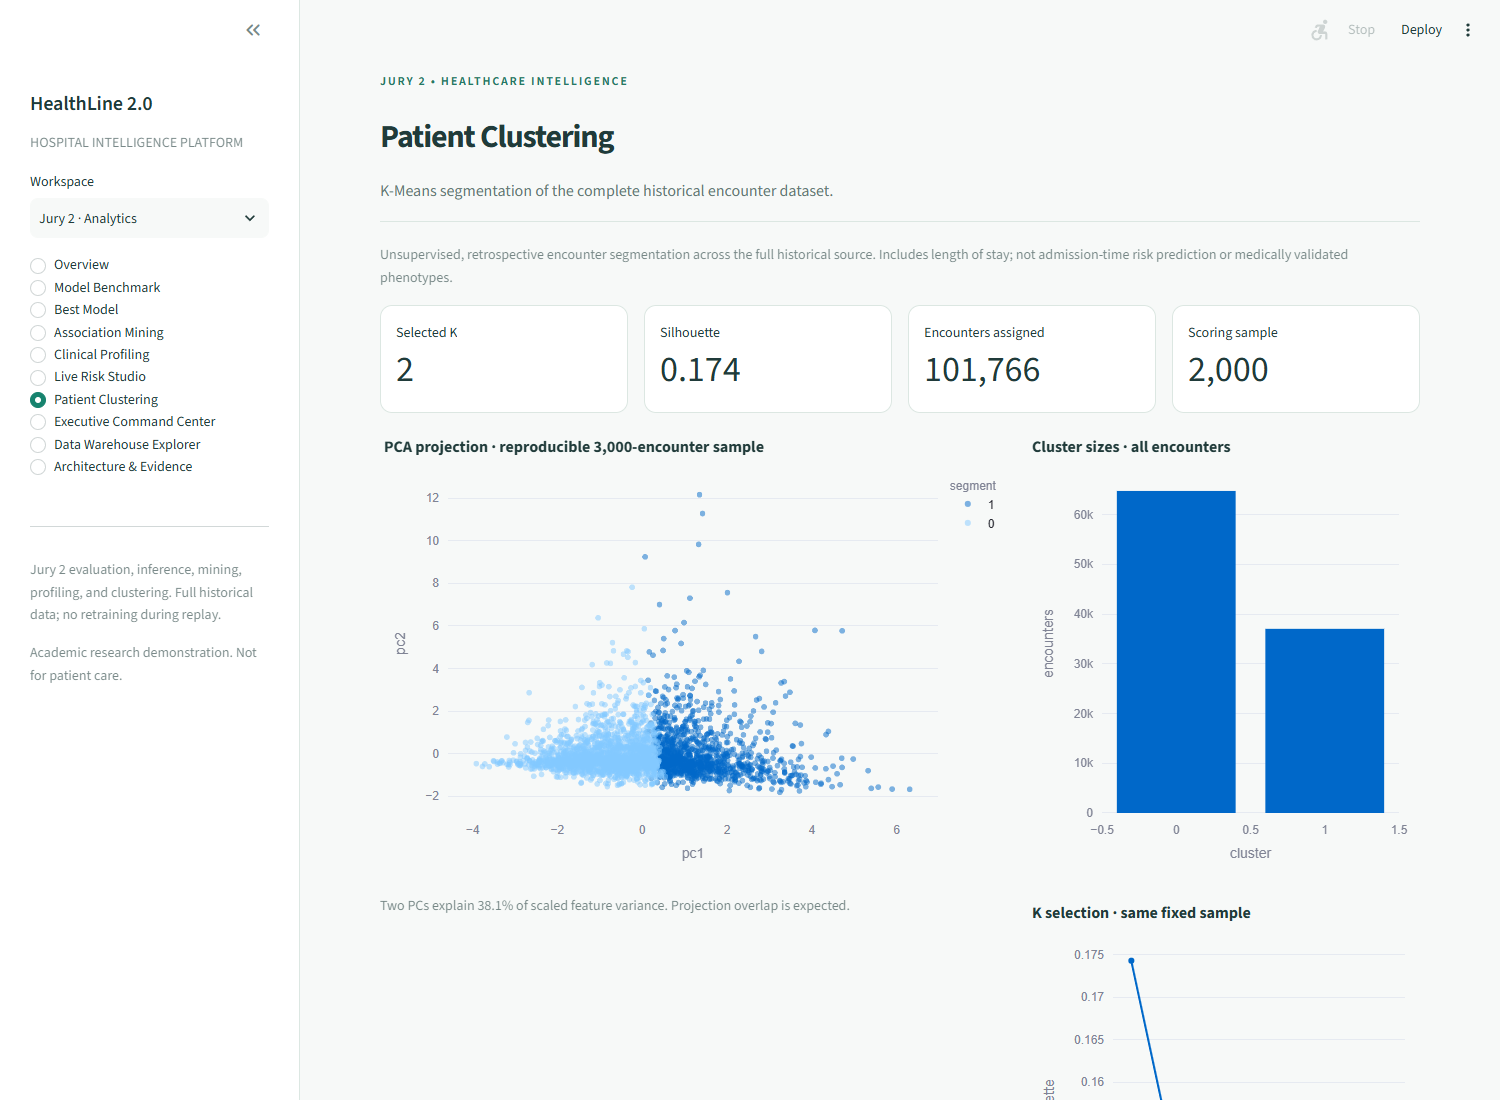 Stop
Deploy
HealthLine 2.0
HOSPITAL INTELLIGENCE PLATFORM
Workspace
Jury 2 · Analytics
Overview
Model Benchmark
Best Model
Association Mining
Clinical Profiling
Live Risk Studio
Patient Clustering
Executive Command Center
Data Warehouse Explorer
Architecture & Evidence
Jury 2 evaluation, inference, mining,
profiling, and clustering. Full historical
data; no retraining during replay.
Academic research demonstration. Not
for patient care.
JURY 2 • HEALTHCARE INTELLIGENCE
Patient Clustering
K-Means segmentation of the complete historical encounter dataset.
Unsupervised, retrospective encounter segmentation across the full historical source. Includes length of stay; not admission-time risk prediction or medically validated
phenotypes.
Selected K
2
Silhouette
0.174
Encounters assigned
101,766
Scoring sample
2,000
PCA projection · reproducible 3,000-encounter sample
segment
1
0
12
10
8
6
4
2
0
−2
pc2
−4 −2 0 2 4 6
pc1
Two PCs explain 38.1% of scaled feature variance. Projection overlap is expected.
Cluster sizes · all encounters
60k
50k
40k
30k
20k
10k
0
encounters
−0.5 0 0.5 1 1.5
cluster
K selection · same fixed sample
0.175
0.17
0.165
0.16
ette